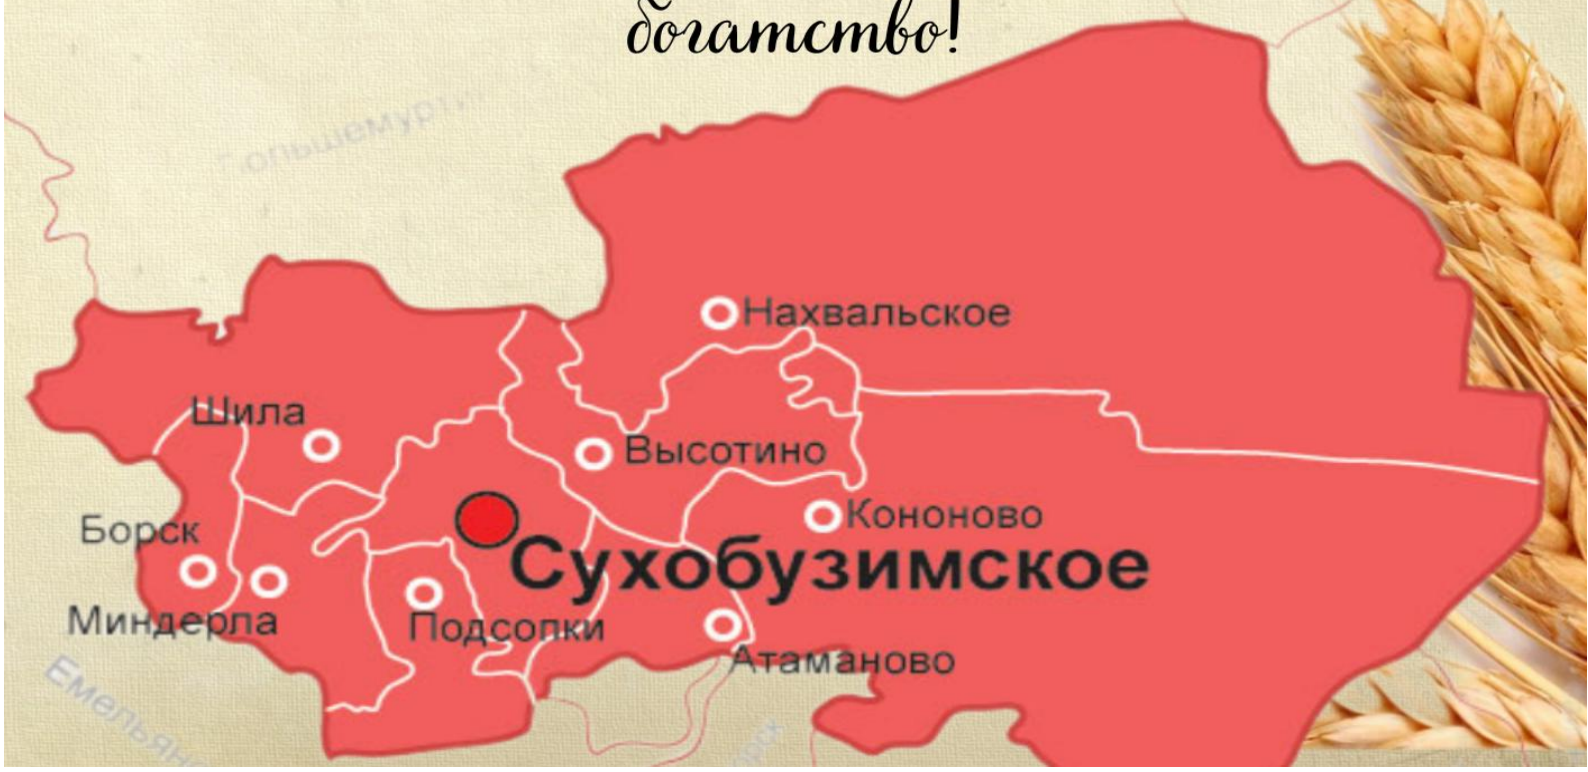 богатство!
Нахвальское
Шила
Высотино
Борск
Кононово
Сухобузимское
Миндерла
Подсопки
Атаманово